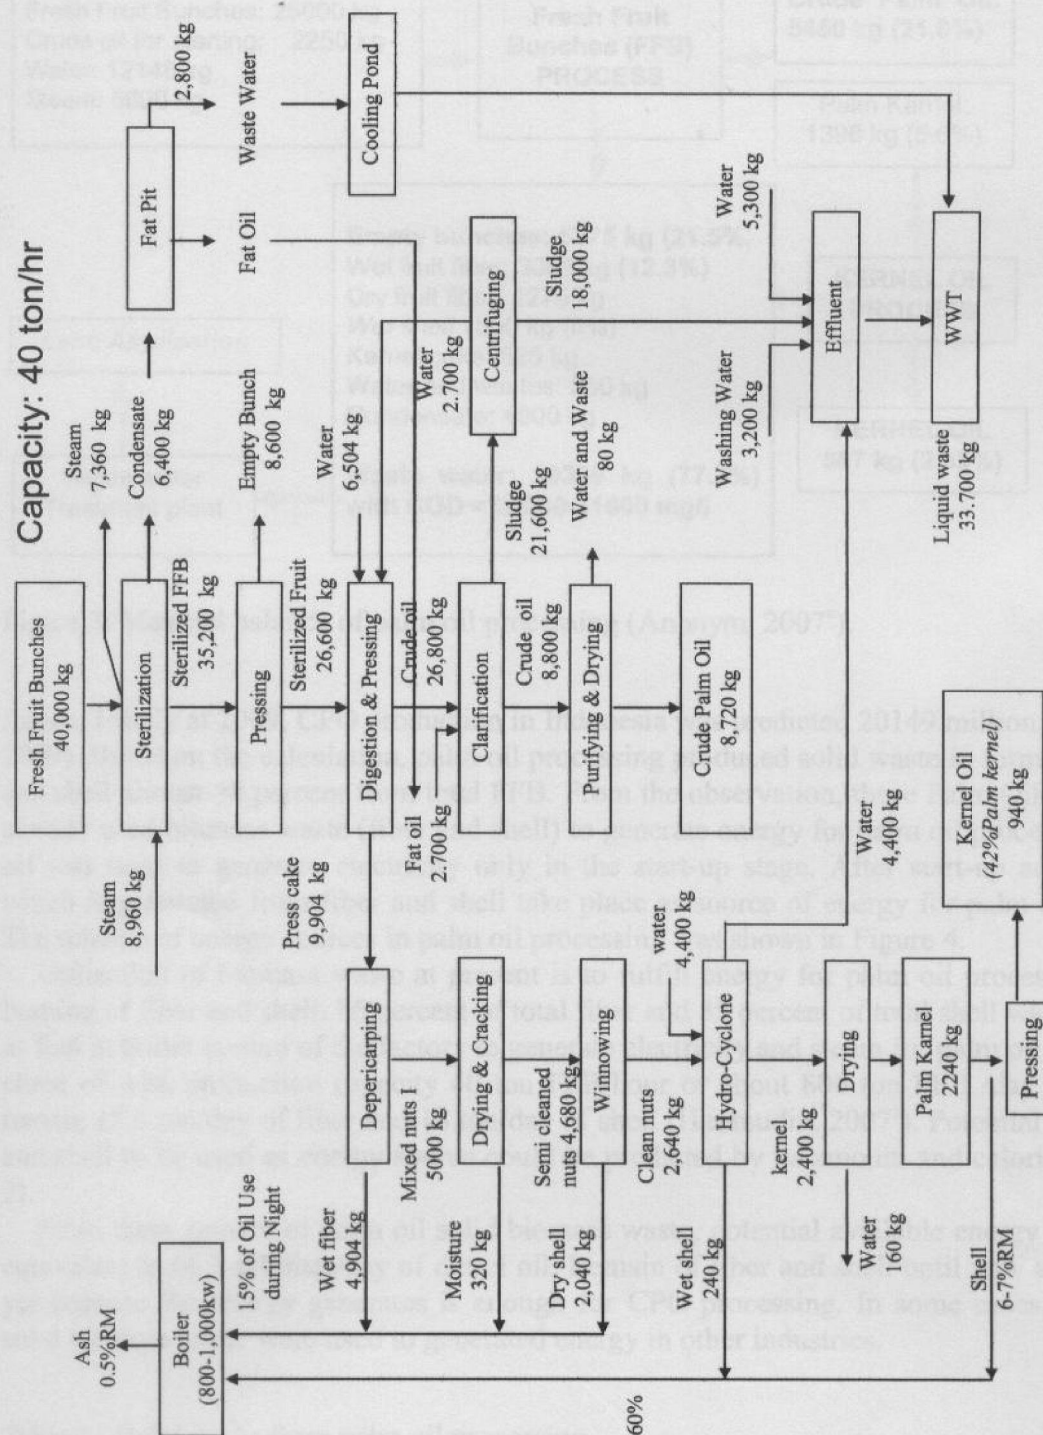 Capacity: 40 ton/hr
Fresh Fruit Bunches
40,000 kg
Steam
7,360 kg
Steam
8,960 kg
Sterilization
Condensate
6,400 kg
Fat Pit
2,800 kg
Waste Water
Cooling Pond
Fat Oil
Sterilized FFB
35,200 kg
Pressing
Empty Bunch
8,600 kg
Sterilized Fruit
26,600 kg
Water
6,504 kg
Digestion & Pressing
Press cake
9,904 kg
Crude oil
26,800 kg
Water
2.700 kg
Fat oil
2.700 kg
Clarification
Centrifuging
Sludge
21,600 kg
Sludge
18,000 kg
Crude oil
8,800 kg
Purifying & Drying
Water and Waste
80 kg
Crude Palm Oil
8,720 kg
Washing Water
3,200 kg
Water
5,300 kg
Effluent
WWT
Liquid waste
33.700 kg
Ash
0.5%RM
Boiler
(800-1,000kw)
15% of Oil Use
during Night
Depericarping
Wet fiber
4,904 kg
Mixed nuts 1
5000 kg
Drying & Cracking
Moisture
320 kg
Semi cleaned
nuts 4,680 kg
Winnowing
Dry shell
2,040 kg
Clean nuts
2,640 kg
water
4,400 kg
Hydro-Cyclone
Water
4,400 kg
Wet shell
240 kg
kernel
2,400 kg
Drying
Water
160 kg
Palm Karnel
2240 kg
Shell
6-7%RM
60%
Pressing
Kernel Oil
(42%Palm kernel)
940 kg